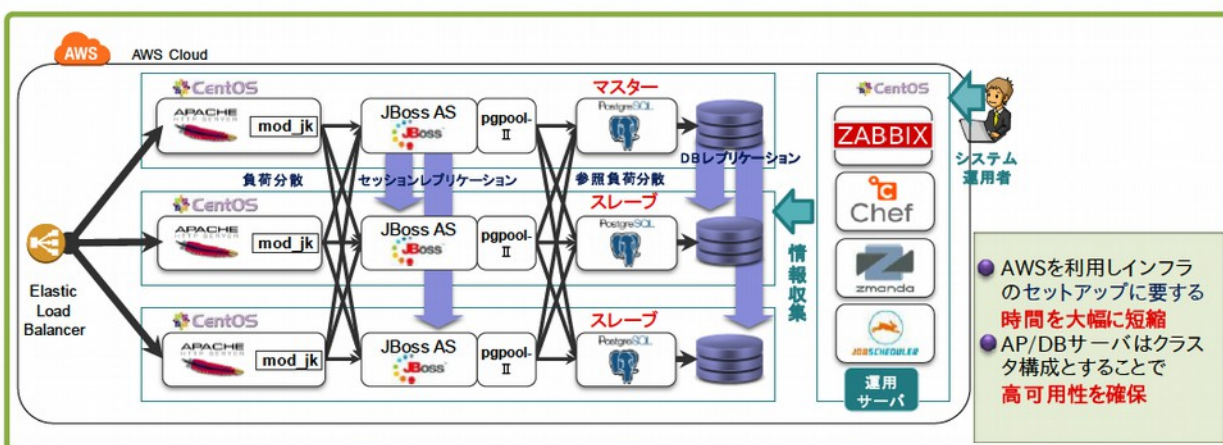 AWS
AWS Cloud
CentOS
APACHE
HTTP SERVER
mod_jk
JBoss AS
JBoss
pgpool-
II
マスター
PostgreSQL
DBレプリケーション
負荷分散
セッションレプリケーション
参照負荷分散
CentOS
APACHE
HTTP SERVER
mod_jk
JBoss AS
JBoss
pgpool-
II
スレーブ
PostgreSQL
Elastic
Load
Balancer
CentOS
APACHE
HTTP SERVER
mod_jk
JBoss AS
JBoss
pgpool-
II
スレーブ
PostgreSQL
情報収集
CentOS
ZABBIX
Chef
zmanda
JOBSCHEDULER
運用
サーバ
システム
運用者
AWSを利用しインフラ
のセットアップに要する
時間を大幅に短縮
AP/DBサーバはクラス
タ構成とすることで
高可用性を確保